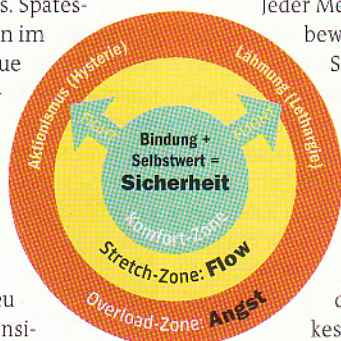 s. Spätes-
n im
ue
Jeder Me
bew
S
Aktionismus (Hysterie)
Lähmung (Lethargie)
Bindung +
Selbstwert =
Sicherheit
Komfort-Zone
Stretch-Zone: Flow
Overload-Zone: Angst
eu
nsi-
kes